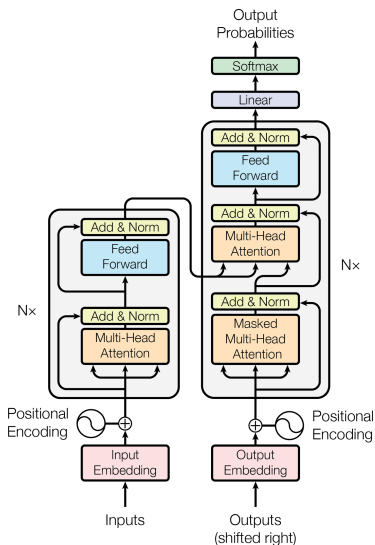 Output
Probabilities
Softmax
Linear
Add & Norm
Feed
Forward
Add & Norm
Multi-Head
Attention
Add & Norm
Masked
Multi-Head
Attention
N×
Add & Norm
Feed
Forward
Add & Norm
Multi-Head
Attention
N×
Positional
Encoding
Positional
Encoding
Input
Embedding
Output
Embedding
Inputs
Outputs
(shifted right)